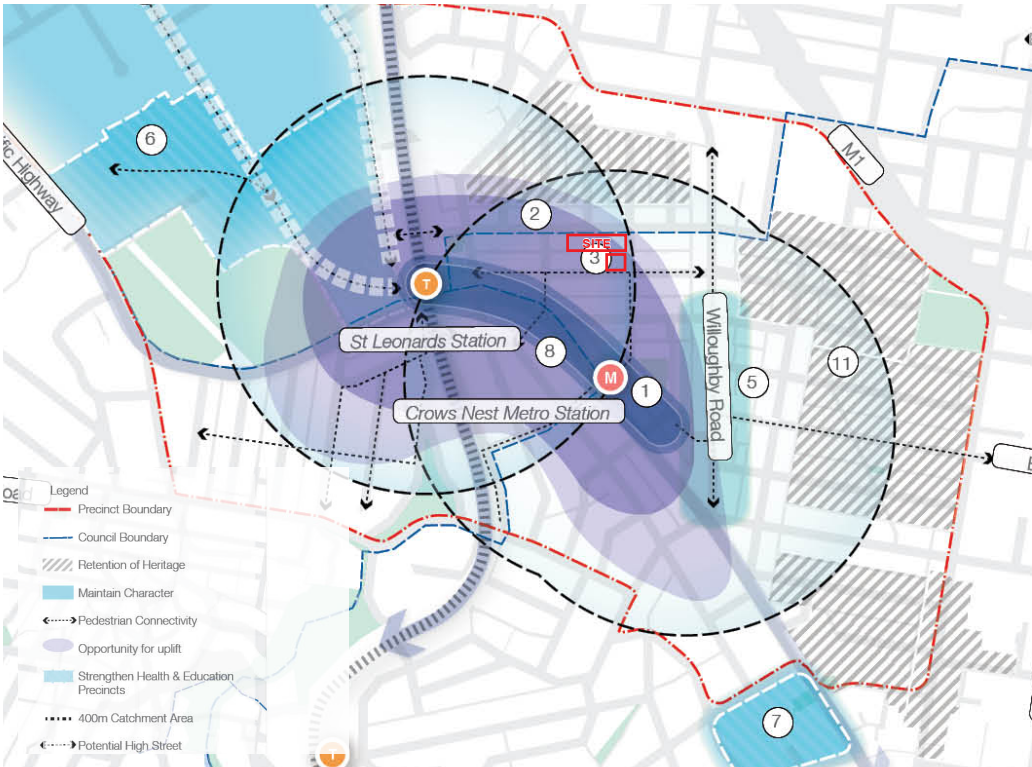 6
fic Highway
M1
2
SITE
3
T
St Leonards Station
8
M
1
Crows Nest Metro Station
Willoughby Road
5
11
oad
Legend
Precinct Boundary
Council Boundary
Retention of Heritage
Maintain Character
Pedestrian Connectivity
Opportunity for uplift
Strengthen Health & Education
Precincts
400m Catchment Area
Potential High Street
7
T